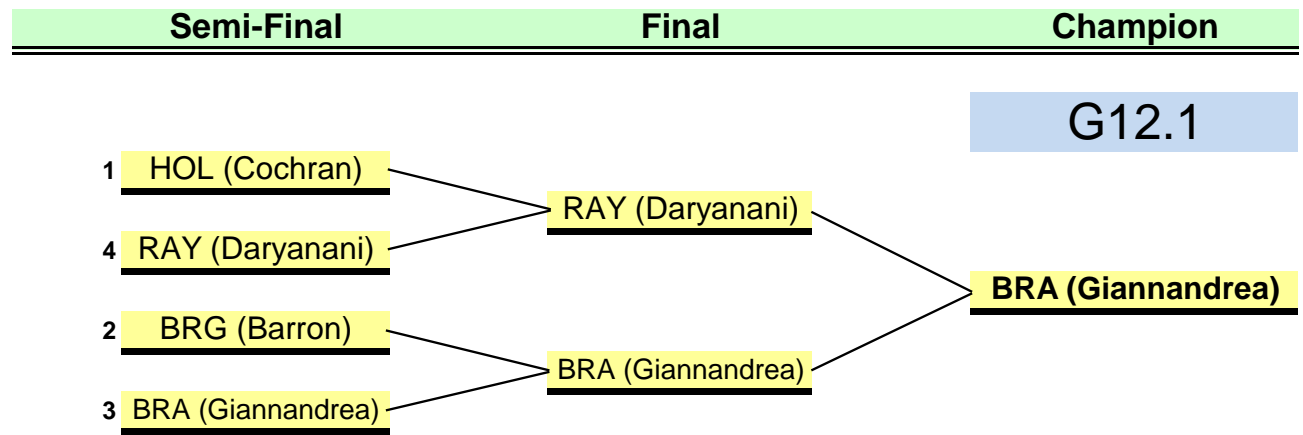 Semi-Final Final Champion
G12.1
1 HOL (Cochran)
RAY (Daryanani)
4 RAY (Daryanani)
BRA (Giannandrea)
2 BRG (Barron)
BRA (Giannandrea)
3 BRA (Giannandrea)